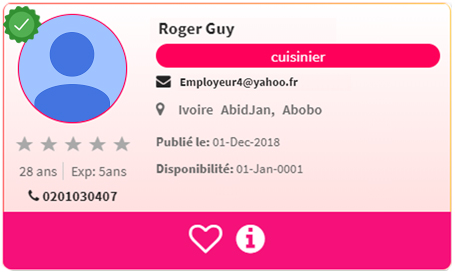 Roger Guy
cuisinier
Employeur4@yahoo.fr
Ivoire AbidJan, Abobo
Publié le: 01-Dec-2018
Disponibilité: 01-Jan-0001
28 ans Exp: 5ans
0201030407